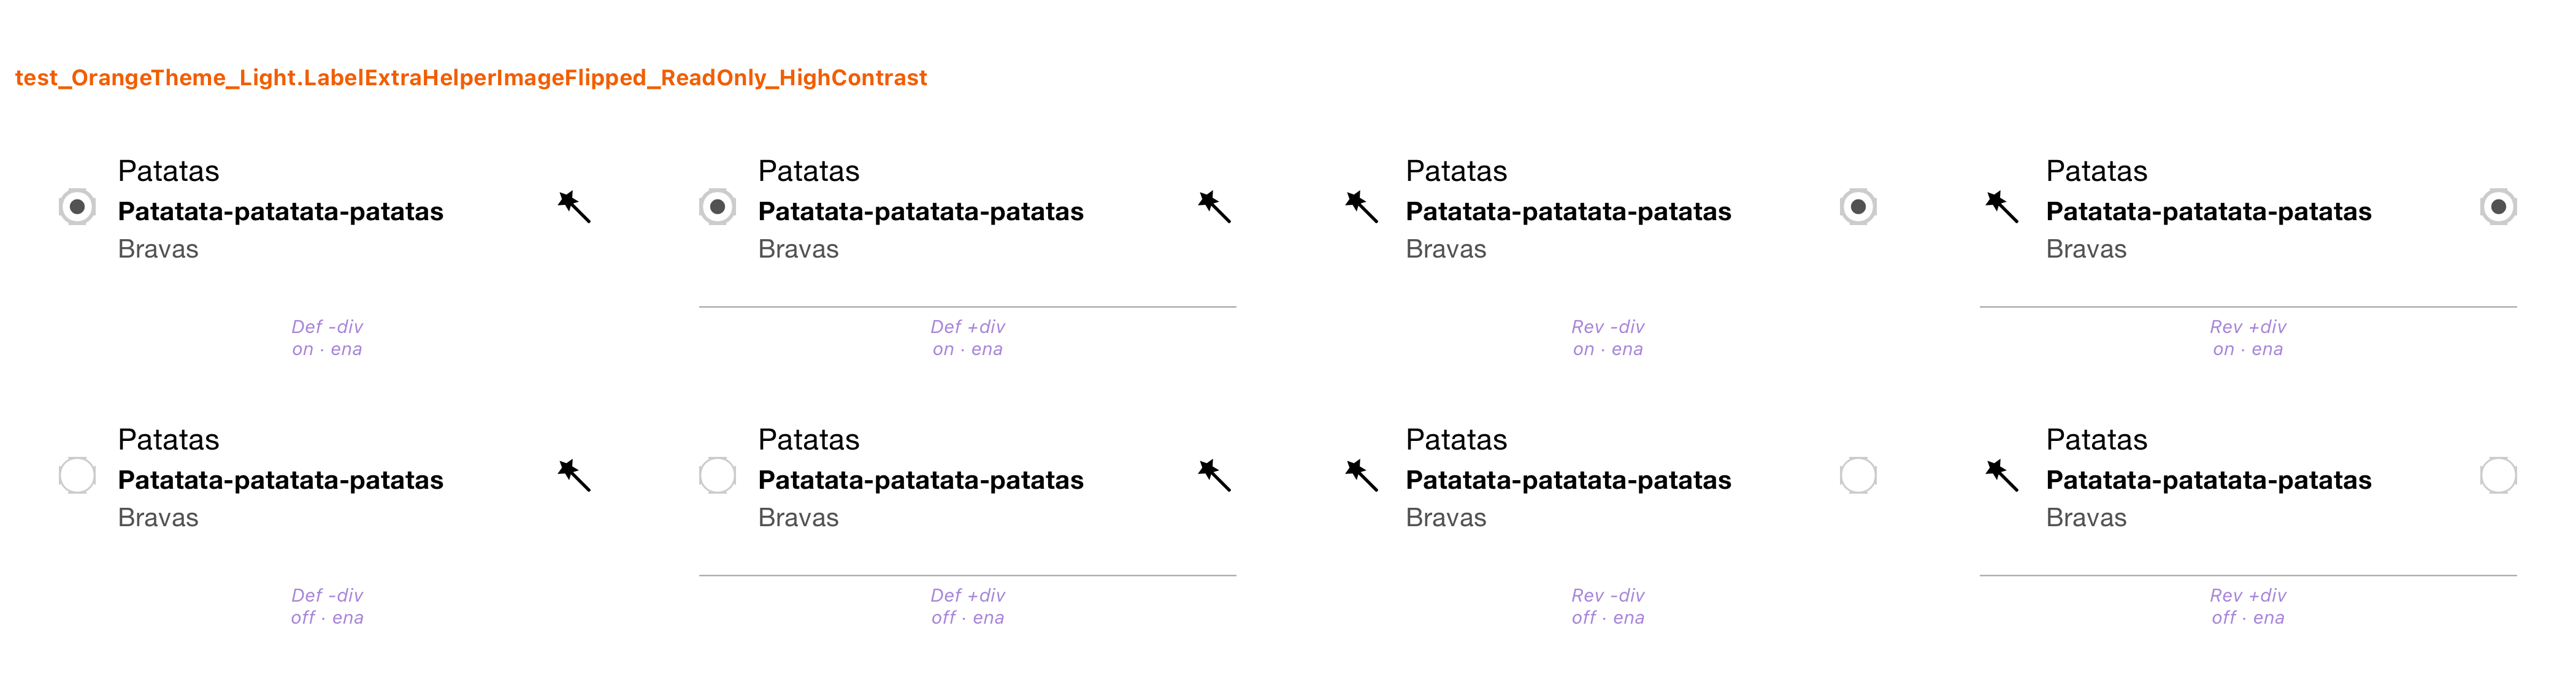 test_OrangeTheme_Light.LabelExtraHelperImageFlipped_ReadOnly_HighContrast
Patatas
Patatata-patatata-patatas
Bravas
Def -div
on · ena
Patatas
Patatata-patatata-patatas
Bravas
Def +div
on · ena
Patatas
Patatata-patatata-patatas
Bravas
Rev -div
on · ena
Patatas
Patatata-patatata-patatas
Bravas
Rev +div
on · ena
Patatas
Patatata-patatata-patatas
Bravas
Def -div
off · ena
Patatas
Patatata-patatata-patatas
Bravas
Def +div
off · ena
Patatas
Patatata-patatata-patatas
Bravas
Rev -div
off · ena
Patatas
Patatata-patatata-patatas
Bravas
Rev +div
off · ena